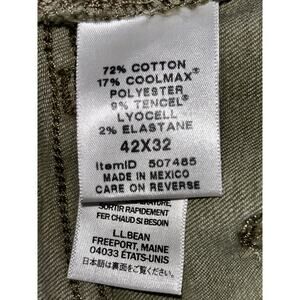 72% COTTON
17% COOLMAX®
POLYESTER
9% TENCEL®
LYOCELL
2% ELASTANE
42X32
ItemID 507485
MADE IN MEXICO
CARE ON REVERSE
SORTIR RAPIDEMENT
FER CHAUD SI BESOIN
L.L.BEAN
FREEPORT, MAINE
04033 ÉTATS-UNIS
日本語は裏面をご覧ください。